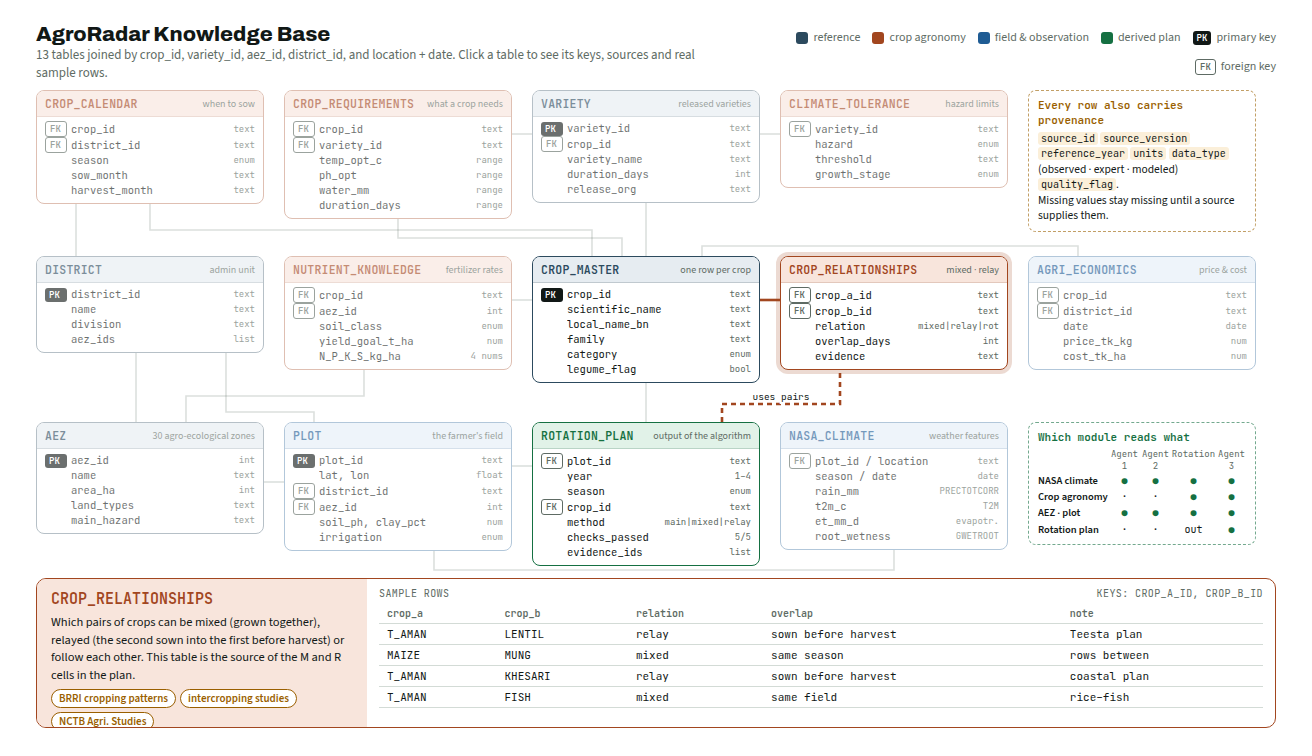 AgroRadar Knowledge Base
13 tables joined by crop_id, variety_id, aez_id, district_id, and location + date. Click a table to see its keys, sources and real
sample rows.
reference crop agronomy field & observation derived plan PK primary key
FK foreign key
CROP_CALENDAR when to sow
FK crop_id text
FK district_id text
season enum
sow_month text
harvest_month text
CROP_REQUIREMENTS what a crop needs
FK crop_id text
FK variety_id text
temp_opt_c range
ph_opt range
water_mm range
duration_days range
VARIETY released varieties
PK variety_id text
FK crop_id text
variety_name text
duration_days int
release_org text
CLIMATE_TOLERANCE hazard limits
FK variety_id text
hazard enum
threshold text
growth_stage enum
Every row also carries
provenance
source_id source_version
reference_year units data_type
(observed · expert · modeled)
quality_flag.
Missing values stay missing until a source
supplies them.
DISTRICT admin unit
PK district_id text
name text
division text
aez_ids list
NUTRIENT_KNOWLEDGE fertilizer rates
FK crop_id text
FK aez_id int
soil_class enum
yield_goal_t_ha num
N_P_K_S_kg_ha 4 nums
CROP_MASTER one row per crop
PK crop_id text
scientific_name text
local_name_bn text
family text
category enum
legume_flag bool
CROP_RELATIONSHIPS mixed · relay
FK crop_a_id text
FK crop_b_id text
relation mixed|relay|rot
overlap_days int
evidence text
AGRI_ECONOMICS price & cost
FK crop_id text
FK district_id text
date date
price_tk_kg num
cost_tk_ha num
uses pairs
AEZ 30 agro-ecological zones
PK aez_id int
name text
area_ha int
land_types text
main_hazard text
PLOT the farmer's field
PK plot_id text
lat, lon float
FK district_id text
FK aez_id int
soil_ph, clay_pct num
irrigation enum
ROTATION_PLAN output of the algorithm
FK plot_id text
year 1–4
season enum
FK crop_id text
method main|mixed|relay
checks_passed 5/5
evidence_ids list
NASA_CLIMATE weather features
FK plot_id / location text
season / date date
rain_mm PRECTOTCORR
t2m_c T2M
et_mm_d evapotr.
root_wetness GWETROOT
Which module reads what
Agent 1 Agent 2 Rotation Agent 3
NASA climate ● ● ● ●
Crop agronomy · · ● ●
AEZ · plot ● ● ● ●
Rotation plan · · out ●
CROP_RELATIONSHIPS
Which pairs of crops can be mixed (grown together),
relayed (the second sown into the first before harvest) or
follow each other. This table is the source of the M and R
cells in the plan.
BRRI cropping patterns intercropping studies
NCTB Agri. Studies
SAMPLE ROWS KEYS: CROP_A_ID, CROP_B_ID
crop_a crop_b relation overlap note
T_AMAN LENTIL relay sown before harvest Teesta plan
MAIZE MUNG mixed same season rows between
T_AMAN KHESARI relay sown before harvest coastal plan
T_AMAN FISH mixed same field rice–fish